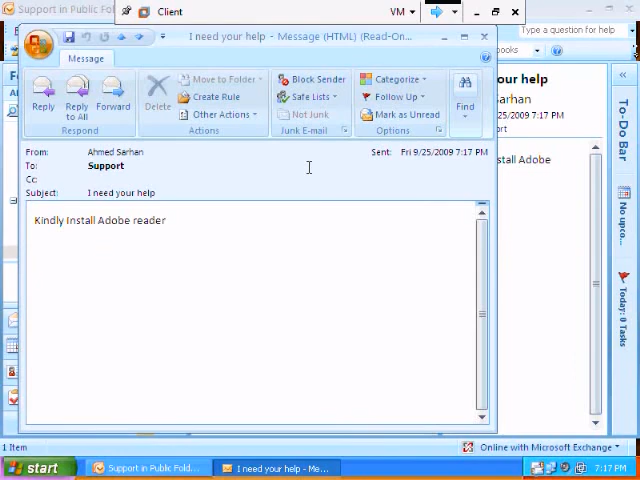 Support in Public Fol
Client
VM
Type a question for help
I need your help - Message (HTML) (Read-On...
Message
Reply
Reply to All
Forward
Respond
Delete
Move to Folder
Create Rule
Other Actions
Actions
Block Sender
Safe Lists
Not Junk
Junk E-mail
Categorize
Follow Up
Mark as Unread
Options
Find
ooks
From: Ahmed Sarhan
Sent: Fri 9/25/2009 7:17 PM
To: Support
Cc:
Subject: I need your help
Kindly Install Adobe reader
ur help
arhan
7:17 PM
ort
stall Adobe
To-Do Bar
No upco...
Today: 0 Tasks
1 Item
Online with Microsoft Exchange
start
Support in Public Fold...
I need your help - Me...
7:17 PM